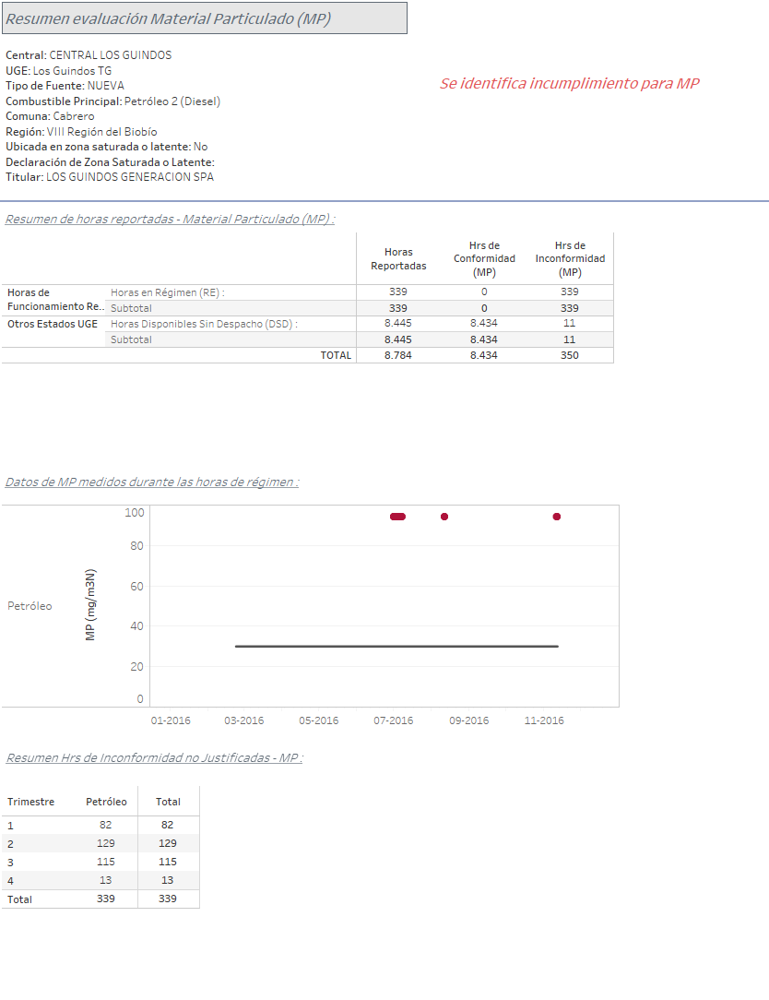 Resumen evaluación Material Particulado (MP)
Central: CENTRAL LOS GUINDOS
UGE: Los Guindos TG
Tipo de Fuente: NUEVA
Combustible Principal: Petróleo 2 (Diesel)
Comuna: Cabrero
Región: VIII Región del Biobío
Ubicada en zona saturada o latente: No
Declaración de Zona Saturada o Latente:
Titular: LOS GUINDOS GENERACION SPA
Se identifica incumplimiento para MP
Resumen de horas reportadas - Material Particulado (MP) :
Horas Reportadas Hrs de Conformidad (MP) Hrs de Inconformidad (MP)
Horas de Funcionamiento Re.. Horas en Régimen (RE) : 339 0 339
Subtotal 339 0 339
Otros Estados UGE Horas Disponibles Sin Despacho (DSD) : 8.445 8.434 11
Subtotal 8.445 8.434 11
TOTAL 8.784 8.434 350
Datos de MP medidos durante las horas de régimen :
Petróleo
MP (mg/m3N)
100
80
60
40
20
0
01-2016 03-2016 05-2016 07-2016 09-2016 11-2016
Resumen Hrs de Inconformidad no Justificadas - MP :
Trimestre Petróleo Total
1 82 82
2 129 129
3 115 115
4 13 13
Total 339 339